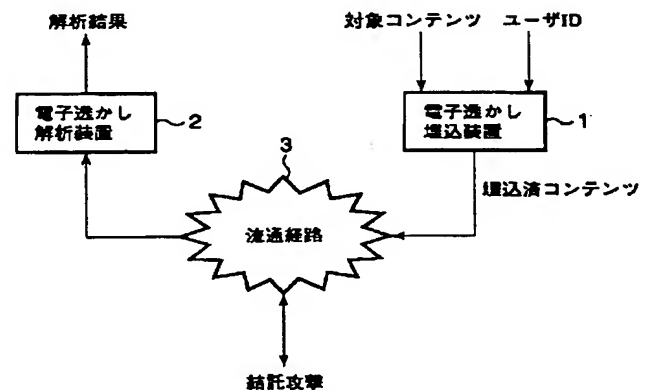 解析結果
対象コンテンツ ユーザID
電子透かし
解析装置
2
電子透かし
埋込装置
1
3
埋込済コンテンツ
流通経路
結託攻撃